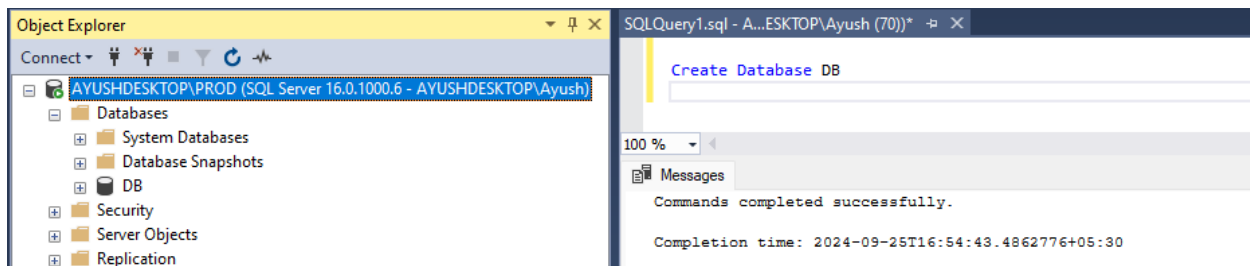 Object Explorer
Connect
AYUSHDESKTOP\PROD (SQL Server 16.0.1000.6 - AYUSHDESKTOP\Ayush)
Databases
System Databases
Database Snapshots
DB
Security
Server Objects
Replication
SQLQuery1.sql - A...ESKTOP\Ayush (70))*
Create Database DB
100 %
Messages
Commands completed successfully.
Completion time: 2024-09-25T16:54:43.4862776+05:30